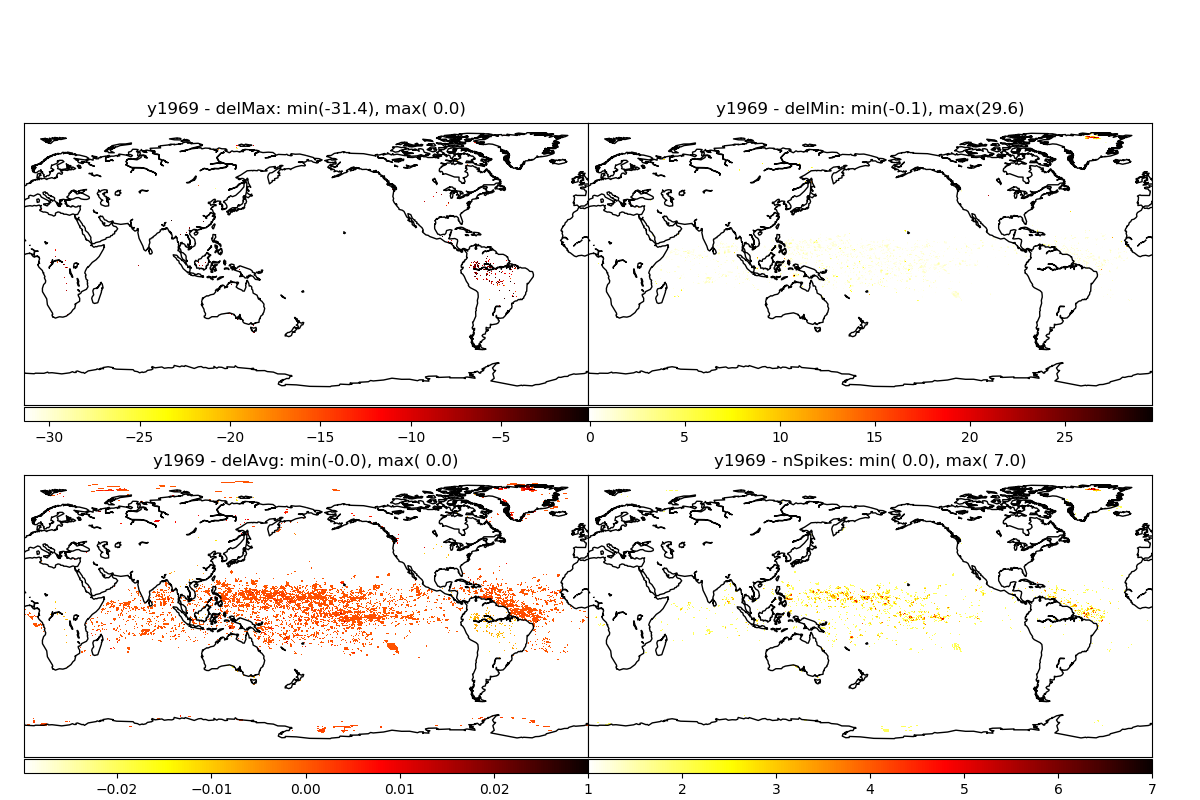 y1969 - delMax: min(-31.4), max( 0.0)
y1969 - delMin: min(-0.1), max(29.6)
−30 −25 −20 −15 −10 −5
0 5 10 15 20 25
y1969 - delAvg: min(-0.0), max( 0.0)
y1969 - nSpikes: min( 0.0), max( 7.0)
−0.02 −0.01 0.00 0.01 0.02
1 2 3 4 5 6 7